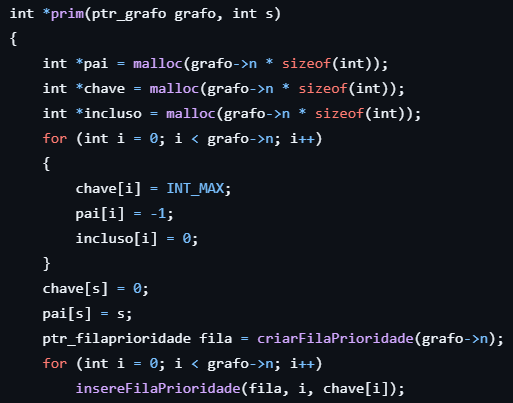 int *prim(ptr_grafo grafo, int s)
{
    int *pai = malloc(grafo->n * sizeof(int));
    int *chave = malloc(grafo->n * sizeof(int));
    int *incluso = malloc(grafo->n * sizeof(int));
    for (int i = 0; i < grafo->n; i++)
    {
        chave[i] = INT_MAX;
        pai[i] = -1;
        incluso[i] = 0;
    }
    chave[s] = 0;
    pai[s] = s;
    ptr_filaprioridade fila = criarFilaPrioridade(grafo->n);
    for (int i = 0; i < grafo->n; i++)
        insereFilaPrioridade(fila, i, chave[i]);